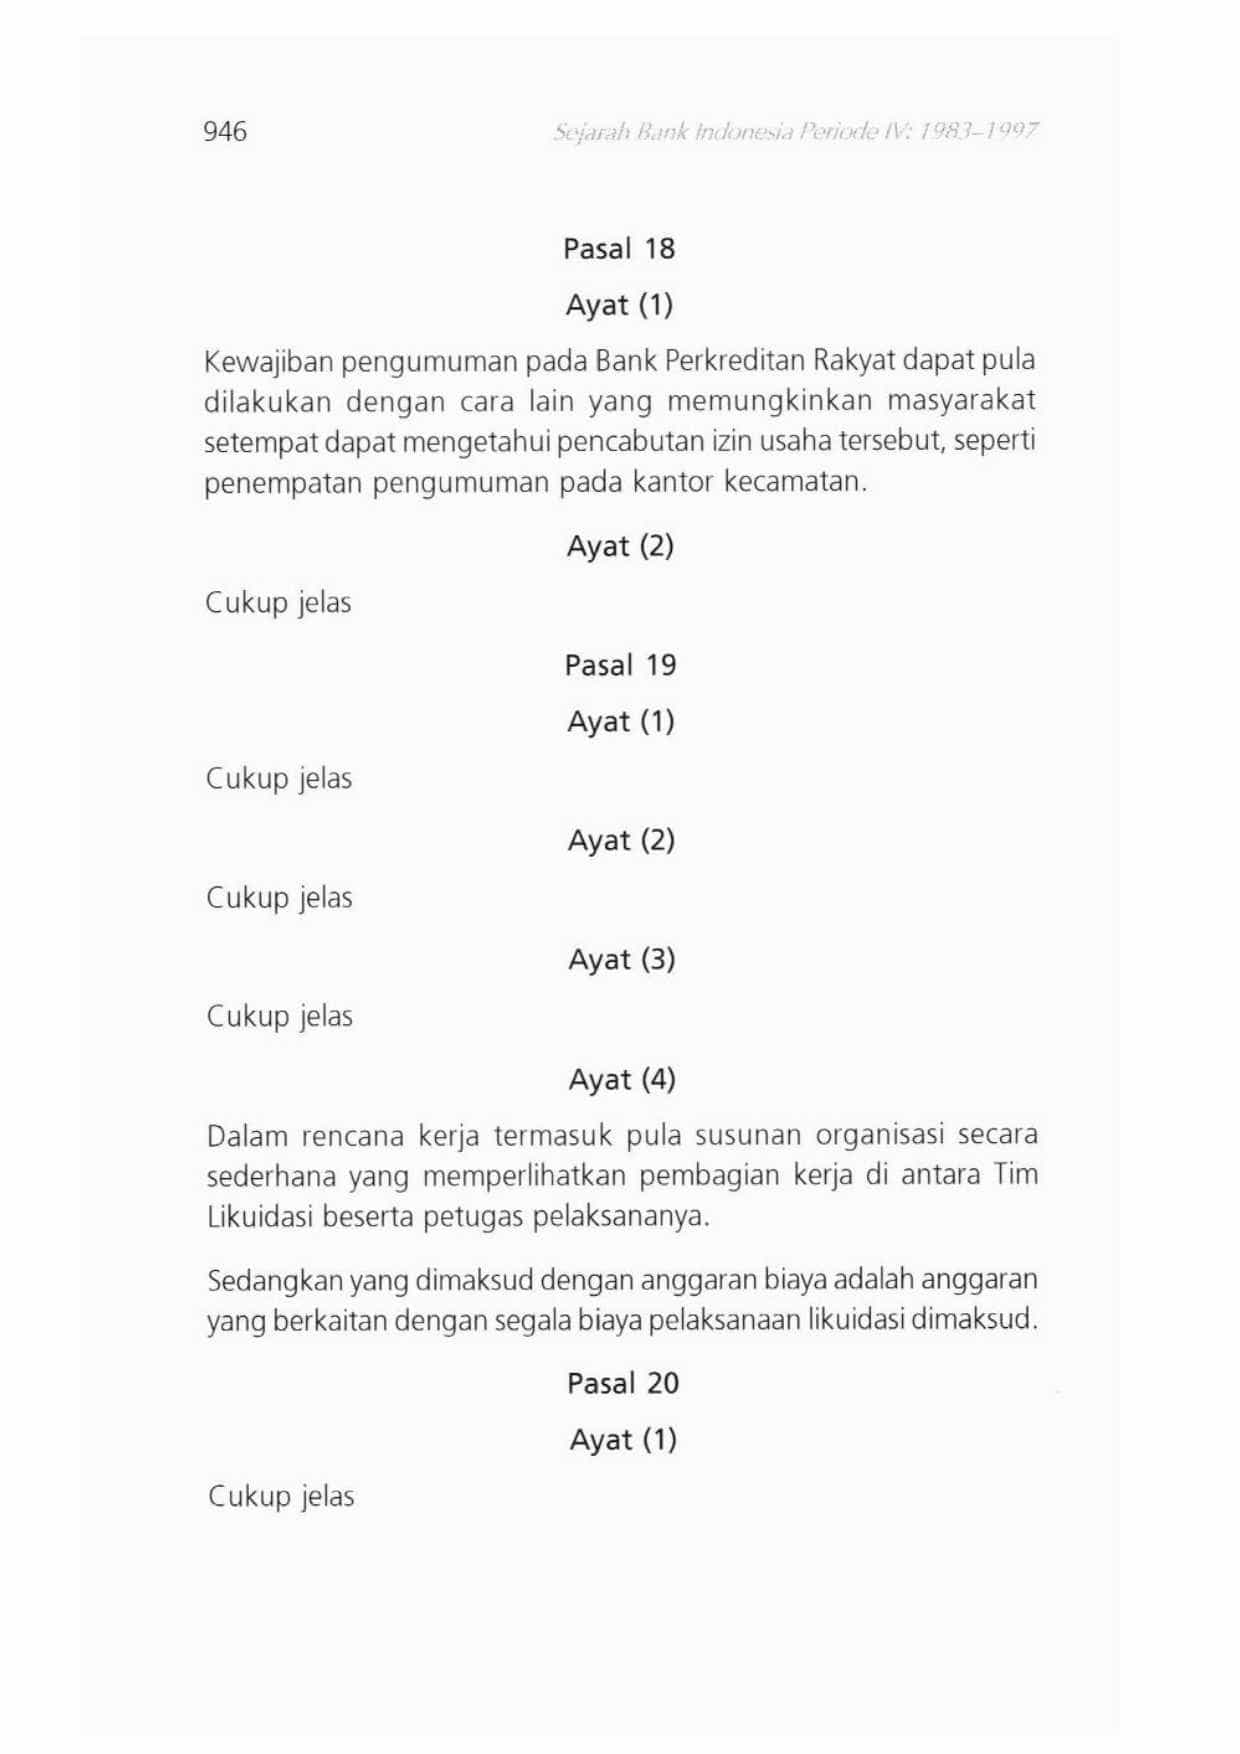 946
Sejarah Bank Indonesia Periode IV: 1983–1997
Pasal 18
Ayat (1)
Kewajiban pengumuman pada Bank Perkreditan Rakyat dapat pula
dilakukan dengan cara lain yang memungkinkan masyarakat
setempat dapat mengetahui pencabutan izin usaha tersebut, seperti
penempatan pengumuman pada kantor kecamatan.
Ayat (2)
Cukup jelas
Pasal 19
Ayat (1)
Cukup jelas
Ayat (2)
Cukup jelas
Ayat (3)
Cukup jelas
Ayat (4)
Dalam rencana kerja termasuk pula susunan organisasi secara
sederhana yang memperlihatkan pembagian kerja di antara Tim
Likuidasi beserta petugas pelaksananya.
Sedangkan yang dimaksud dengan anggaran biaya adalah anggaran
yang berkaitan dengan segala biaya pelaksanaan likuidasi dimaksud.
Pasal 20
Ayat (1)
Cukup jelas